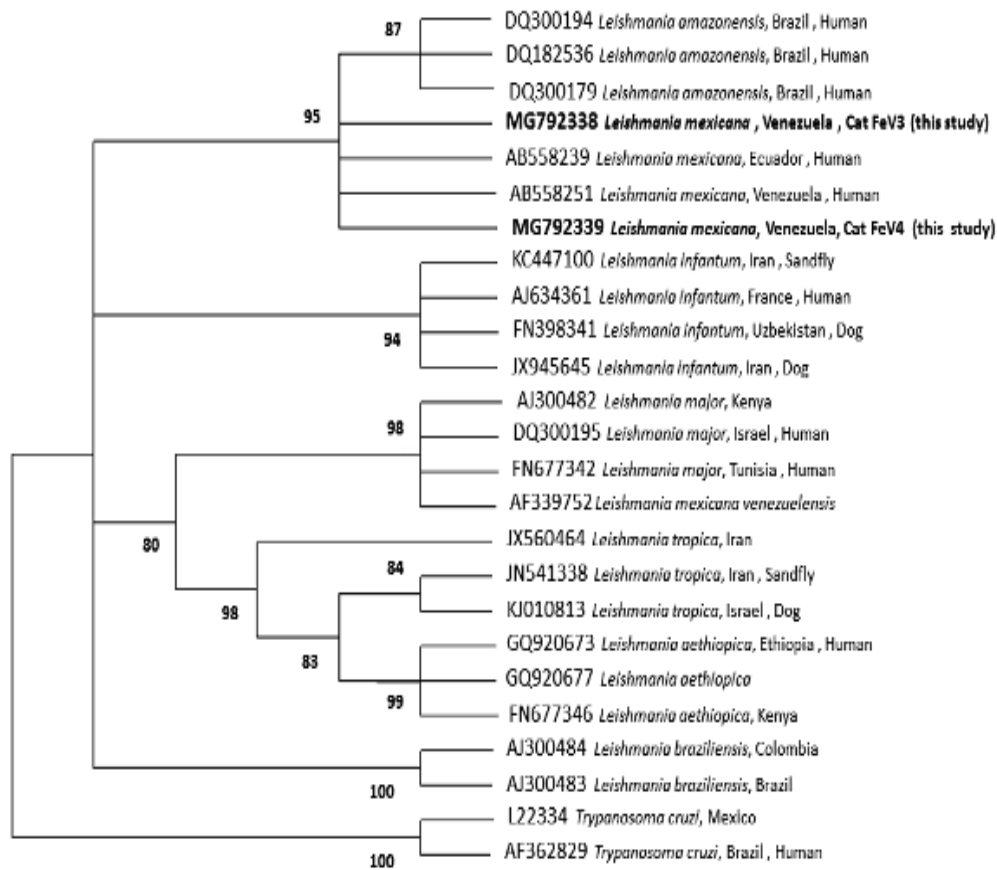 87
DQ300194 Leishmania amazonensis, Brazil , Human
DQ182536 Leishmania amazonensis, Brazil , Human
DQ300179 Leishmania amazonensis, Brazil , Human
95
MG792338 Leishmania mexicana , Venezuela , Cat FeV3 (this study)
AB558239 Leishmania mexicana, Ecuador , Human
AB558251 Leishmania mexicana, Venezuela , Human
MG792339 Leishmania mexicana, Venezuela, Cat FeV4 (this study)
KC447100 Leishmania infantum, Iran , Sandfly
AJ634361 Leishmania infantum, France , Human
94
FN398341 Leishmania infantum, Uzbekistan , Dog
JX945645 Leishmania infantum, Iran , Dog
AJ300482 Leishmania major, Kenya
98
DQ300195 Leishmania major, Israel , Human
FN677342 Leishmania major, Tunisia , Human
AF339752 Leishmania mexicana venezuelensis
80
JX560464 Leishmania tropica, Iran
84
JN541338 Leishmania tropica, Iran , Sandfly
98
KJ010813 Leishmania tropica, Israel , Dog
GQ920673 Leishmania aethiopica, Ethiopia , Human
83
GQ920677 Leishmania aethiopica
99
FN677346 Leishmania aethiopica, Kenya
AJ300484 Leishmania braziliensis, Colombia
100
AJ300483 Leishmania braziliensis, Brazil
L22334 Trypanosoma cruzi, Mexico
100
AF362829 Trypanosoma cruzi, Brazil , Human